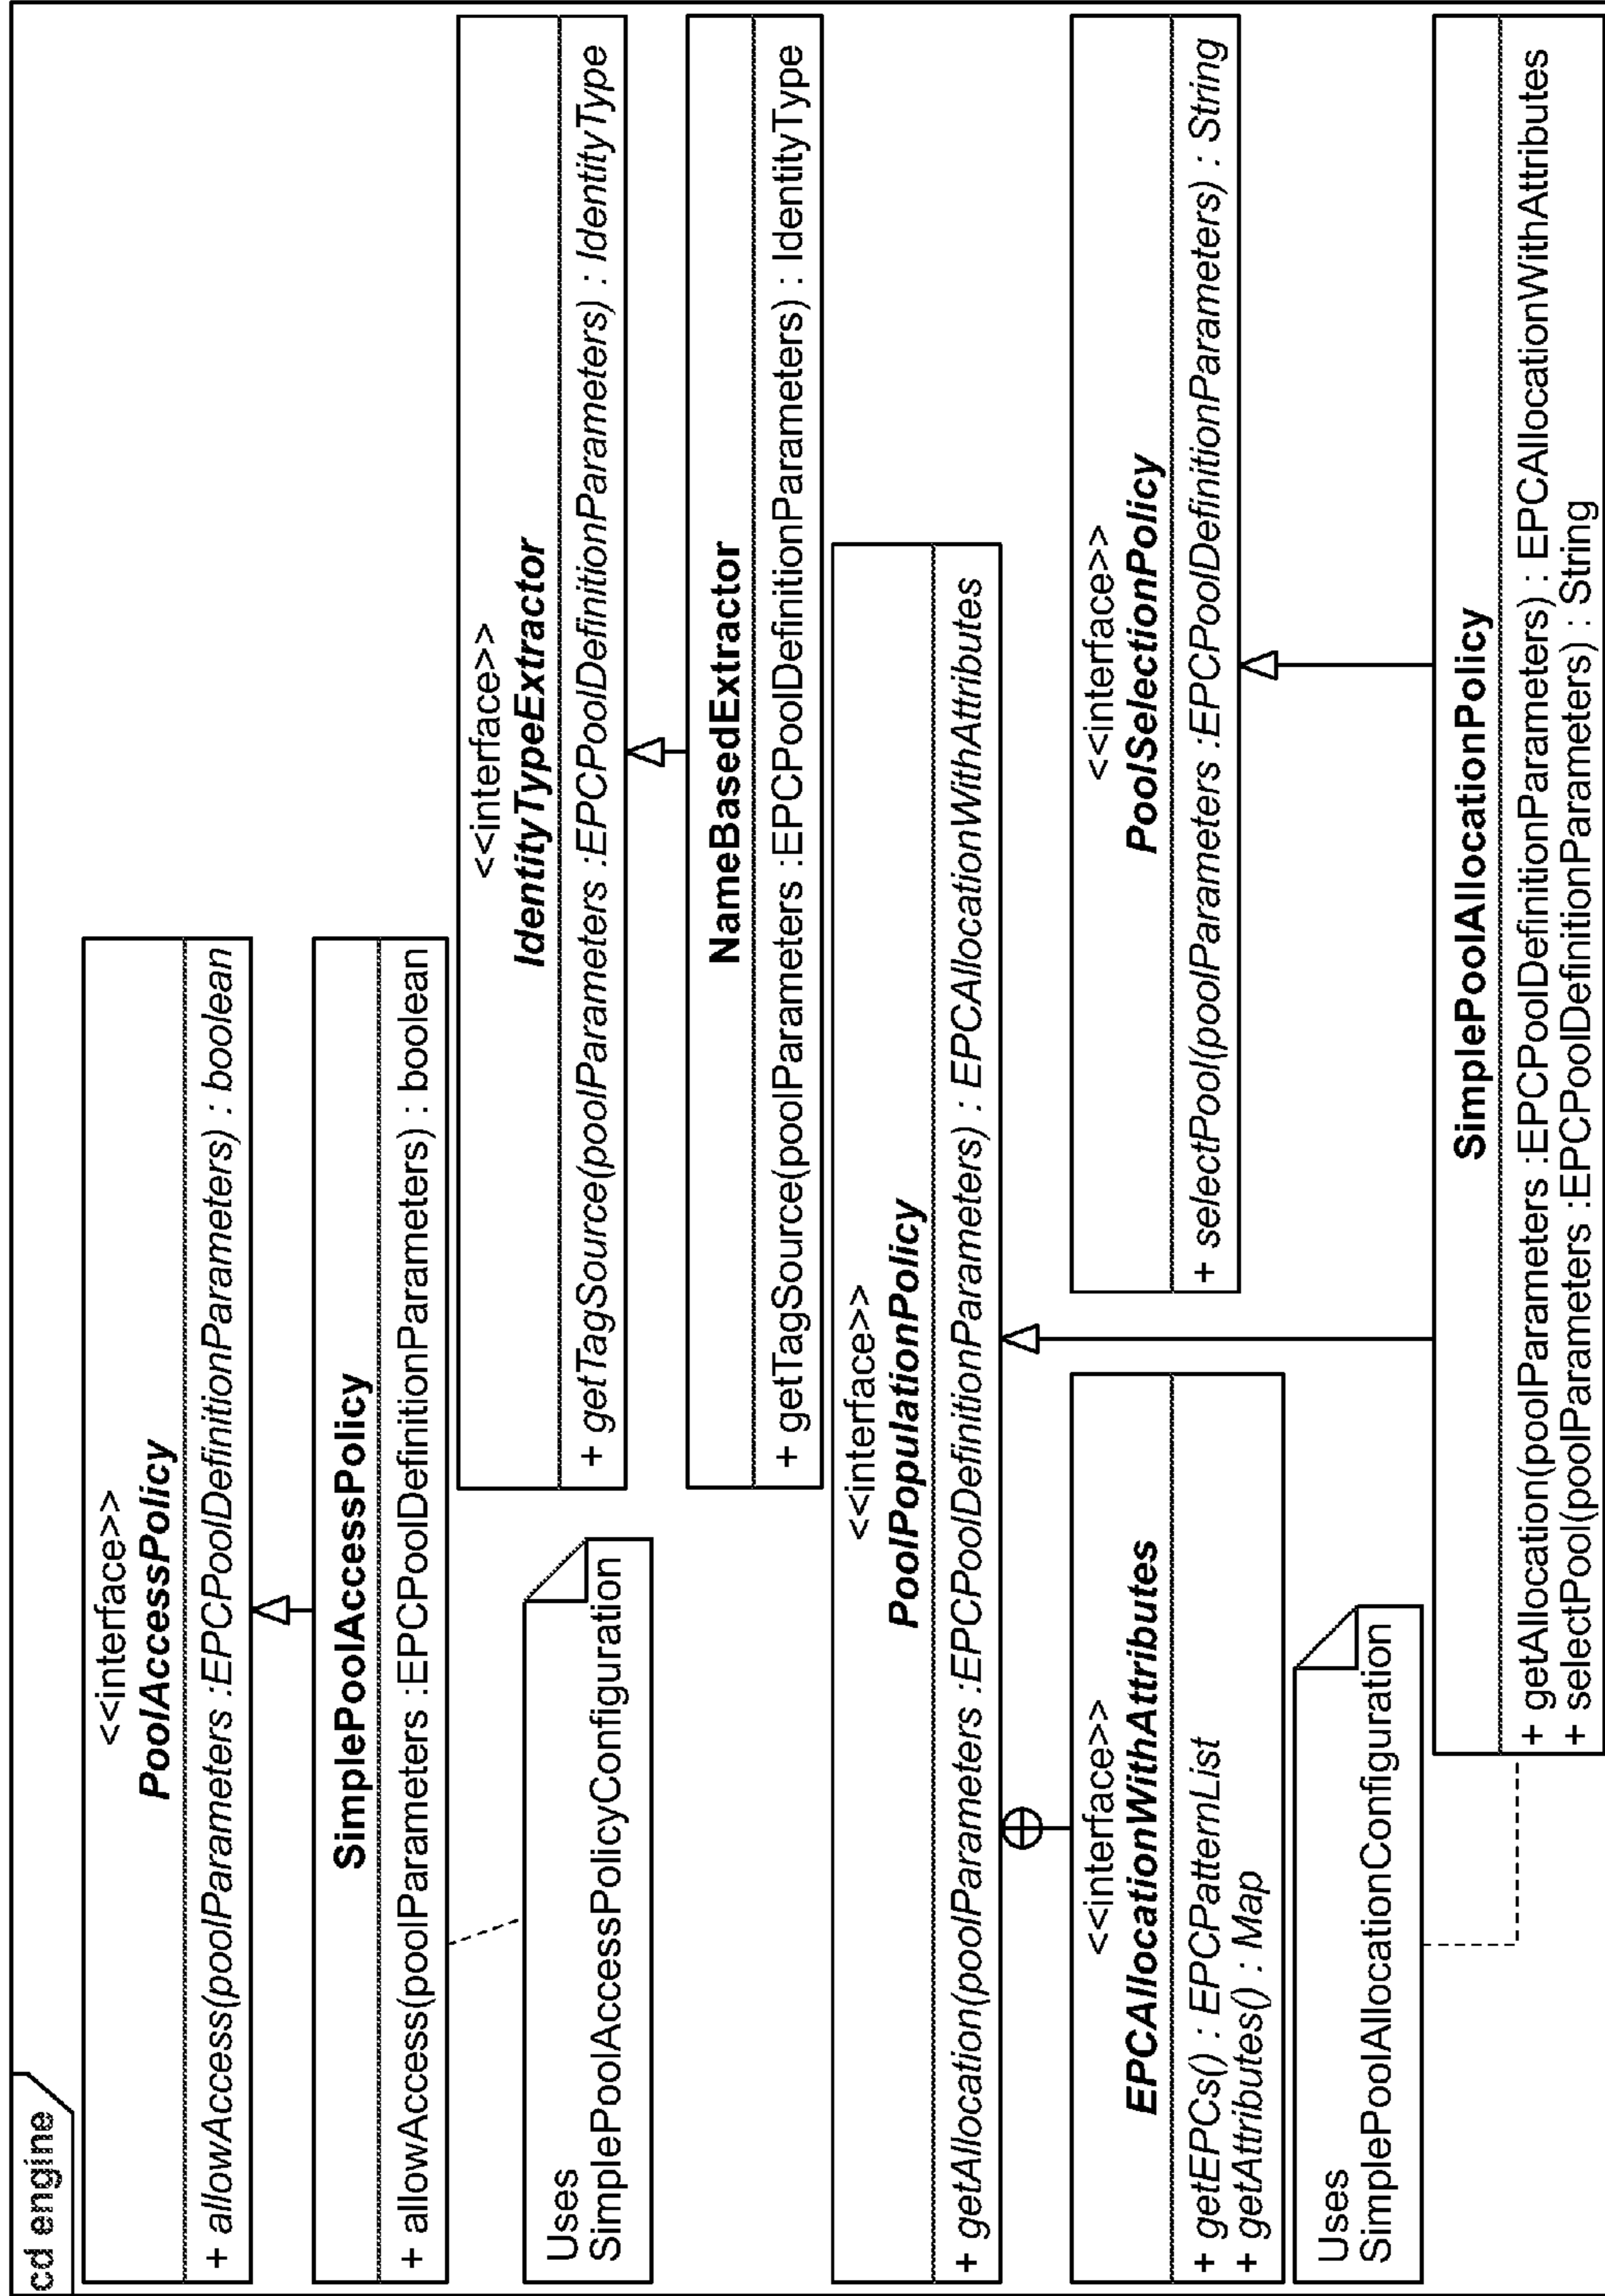 cd engine
<<interface>>
PoolAccessPolicy
+ allowAccess(poolParameters :EPCPoolDefinitionParameters) : boolean
SimplePoolAccessPolicy
+ allowAccess(poolParameters :EPCPoolDefinitionParameters) : boolean
Uses
SimplePoolAccessPolicyConfiguration
<<interface>>
IdentityTypeExtractor
+ getTagSource(poolParameters :EPCPoolDefinitionParameters) : IdentityType
NameBasedExtractor
+ getTagSource(poolParameters :EPCPoolDefinitionParameters) : IdentityType
<<interface>>
PoolPopulationPolicy
+ getAllocation(poolParameters :EPCPoolDefinitionParameters) : EPCAllocationWithAttributes
<<interface>>
EPCAllocationWithAttributes
+ getEPCs() : EPCPatternList
+ getAttributes() : Map
<<interface>>
PoolSelectionPolicy
+ selectPool(poolParameters :EPCPoolDefinitionParameters) : String
Uses
SimplePoolAllocationConfiguration
SimplePoolAllocationPolicy
+ getAllocation(poolParameters :EPCPoolDefinitionParameters) : EPCAllocationWithAttributes
+ selectPool(poolParameters :EPCPoolDefinitionParameters) : String